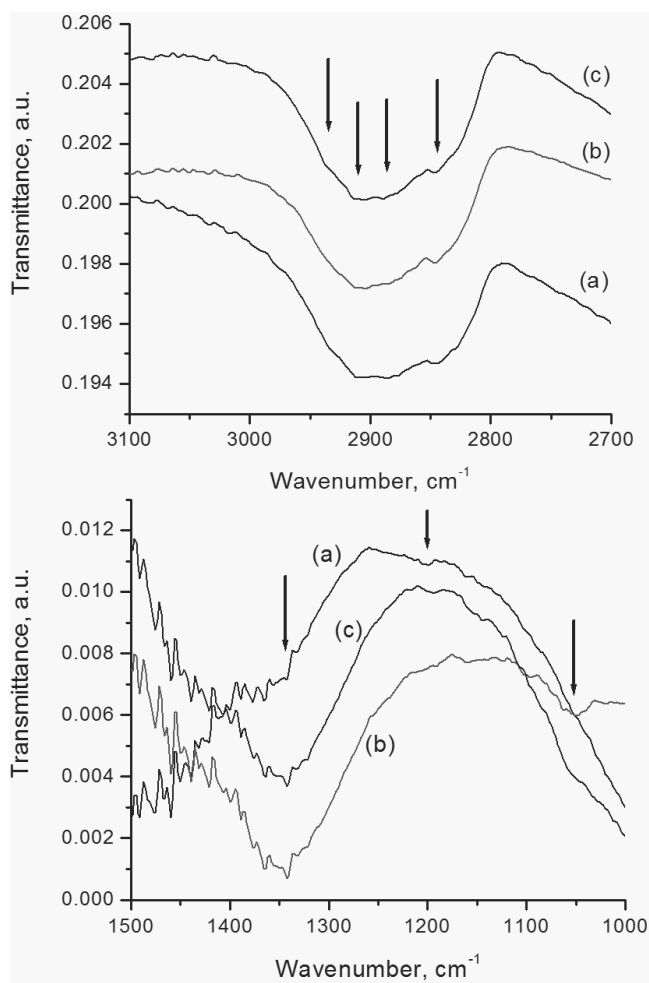 0.206
0.204
0.202
0.200
0.198
0.196
0.194
Transmittance, a.u.
(c)
(b)
(a)
3100 3000 2900 2800 2700
Wavenumber, cm⁻¹
0.012
0.010
0.008
0.006
0.004
0.002
0.000
Transmittance, a.u.
(a)
(c)
(b)
1500 1400 1300 1200 1100 1000
Wavenumber, cm⁻¹